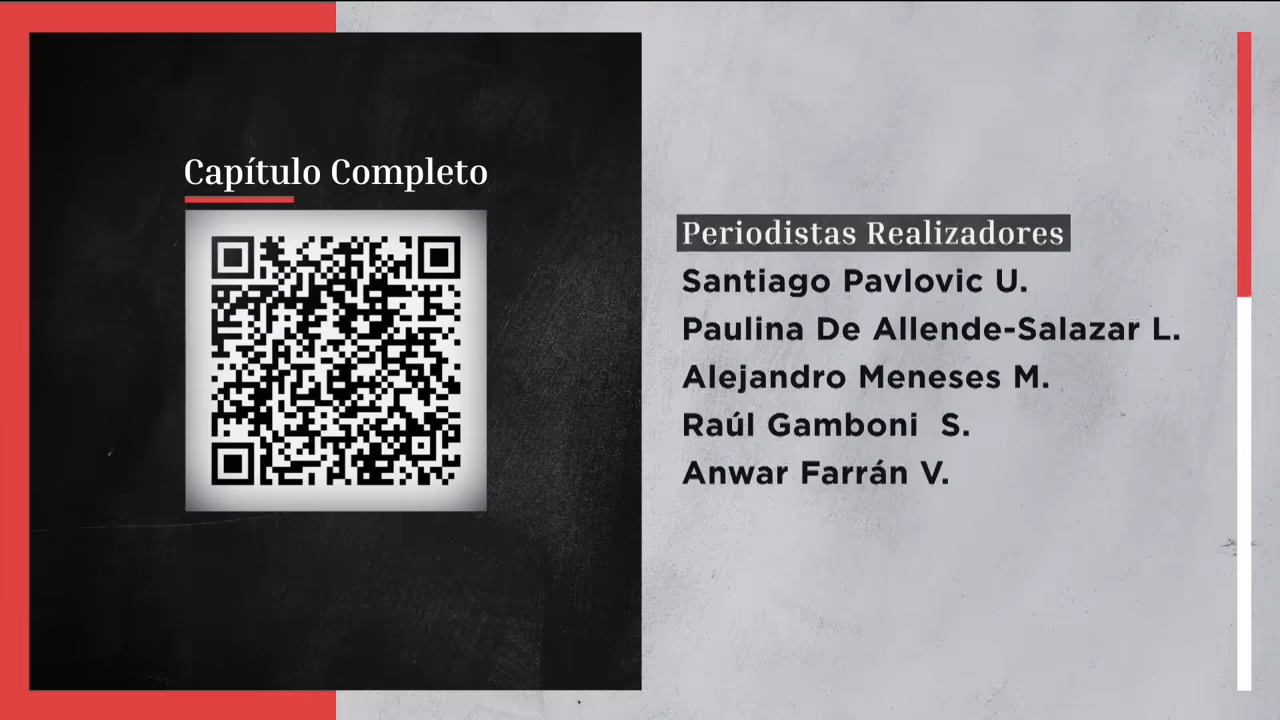 Capítulo Completo
Periodistas Realizadores
Santiago Pavlovic U.
Paulina De Allende-Salazar L.
Alejandro Meneses M.
Raúl Gamboni  S.
Anwar Farrán V.